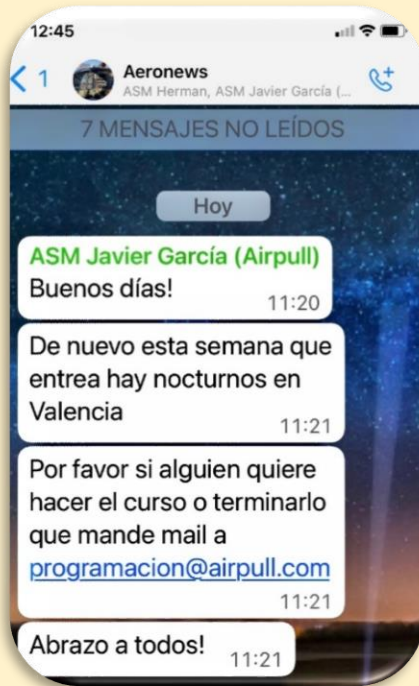 12:45
1
Aeronews
ASM Herman, ASM Javier García (...
7 MENSAJES NO LEÍDOS
Hoy
ASM Javier García (Airpull)
Buenos días!
11:20
De nuevo esta semana que
entrea hay nocturnos en
Valencia
11:21
Por favor si alguien quiere
hacer el curso o terminarlo
que mande mail a
programacion@airpull.com
11:21
Abrazo a todos!
11:21